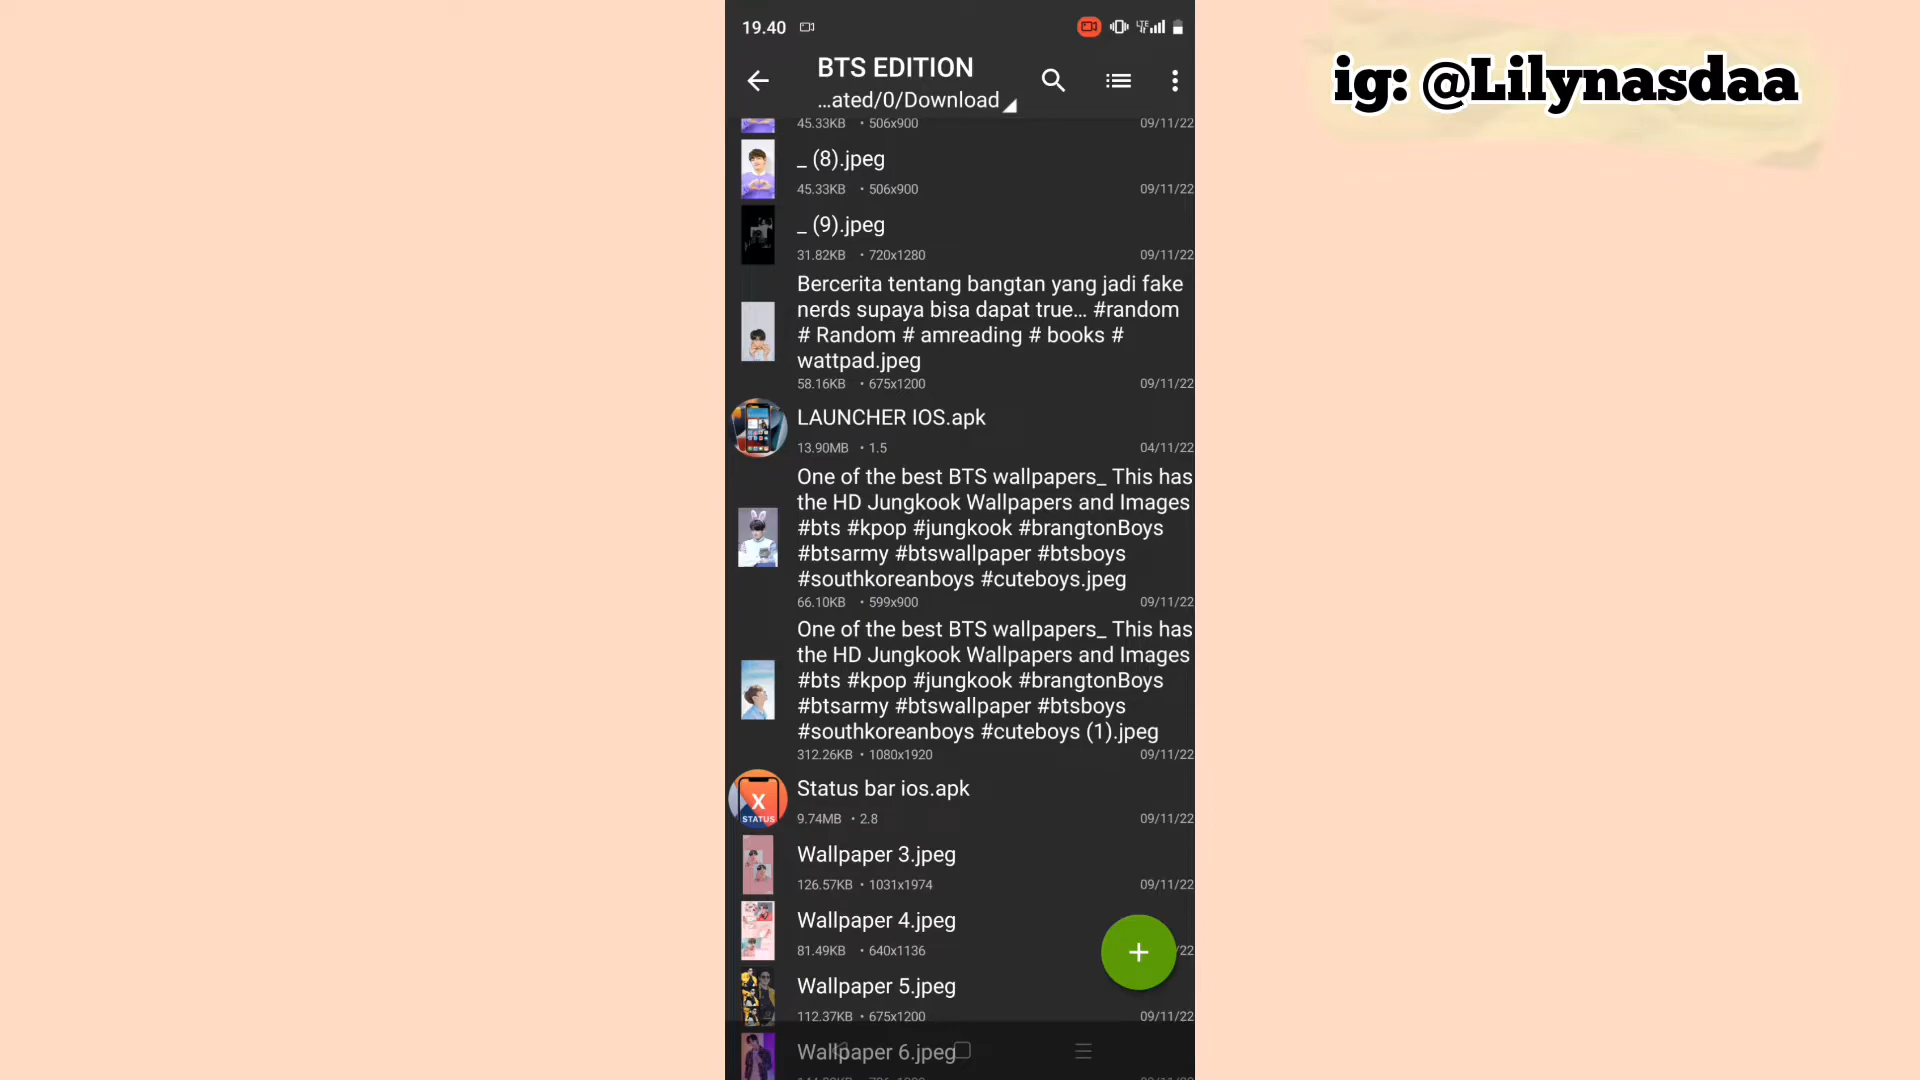 19.40
LTE
ig: @Lilynasdaa
BTS EDITION
...ated/0/Download
45.33KB • 506x900 09/11/22
_ (8).jpeg
45.33KB • 506x900 09/11/22
_ (9).jpeg
31.82KB • 720x1280 09/11/22
Bercerita tentang bangtan yang jadi fake
nerds supaya bisa dapat true… #random
# Random # amreading # books #
wattpad.jpeg
58.16KB • 675x1200 09/11/22
LAUNCHER IOS.apk
13.90MB • 1.5 04/11/22
One of the best BTS wallpapers_ This has
the HD Jungkook Wallpapers and Images
#bts #kpop #jungkook #brangtonBoys
#btsarmy #btswallpaper #btsboys
#southkoreanboys #cuteboys.jpeg
66.10KB • 599x900 09/11/22
One of the best BTS wallpapers_ This has
the HD Jungkook Wallpapers and Images
#bts #kpop #jungkook #brangtonBoys
#btsarmy #btswallpaper #btsboys
#southkoreanboys #cuteboys (1).jpeg
312.26KB • 1080x1920 09/11/22
X
STATUS
Status bar ios.apk
9.74MB • 2.8 09/11/22
Wallpaper 3.jpeg
126.57KB • 1031x1974 09/11/22
Wallpaper 4.jpeg
81.49KB • 640x1136 /22
Wallpaper 5.jpeg
112.37KB • 675x1200 09/11/22
Wallpaper 6.jpeg